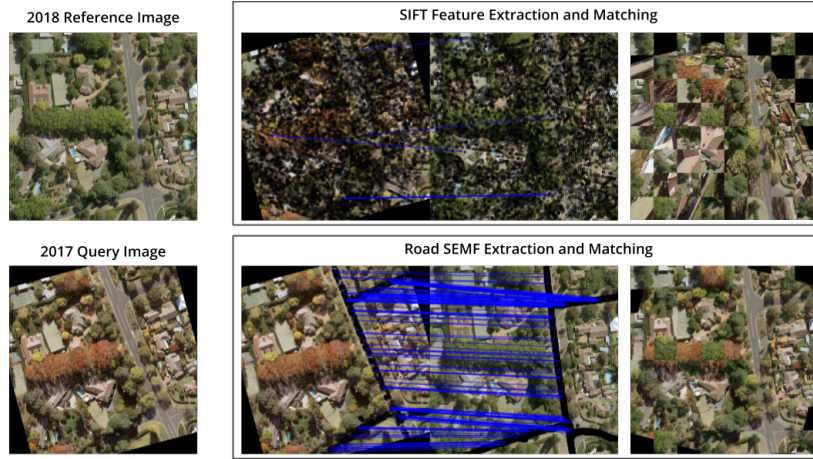 2018 Reference Image
SIFT Feature Extraction and Matching
2017 Query Image
Road SEMF Extraction and Matching